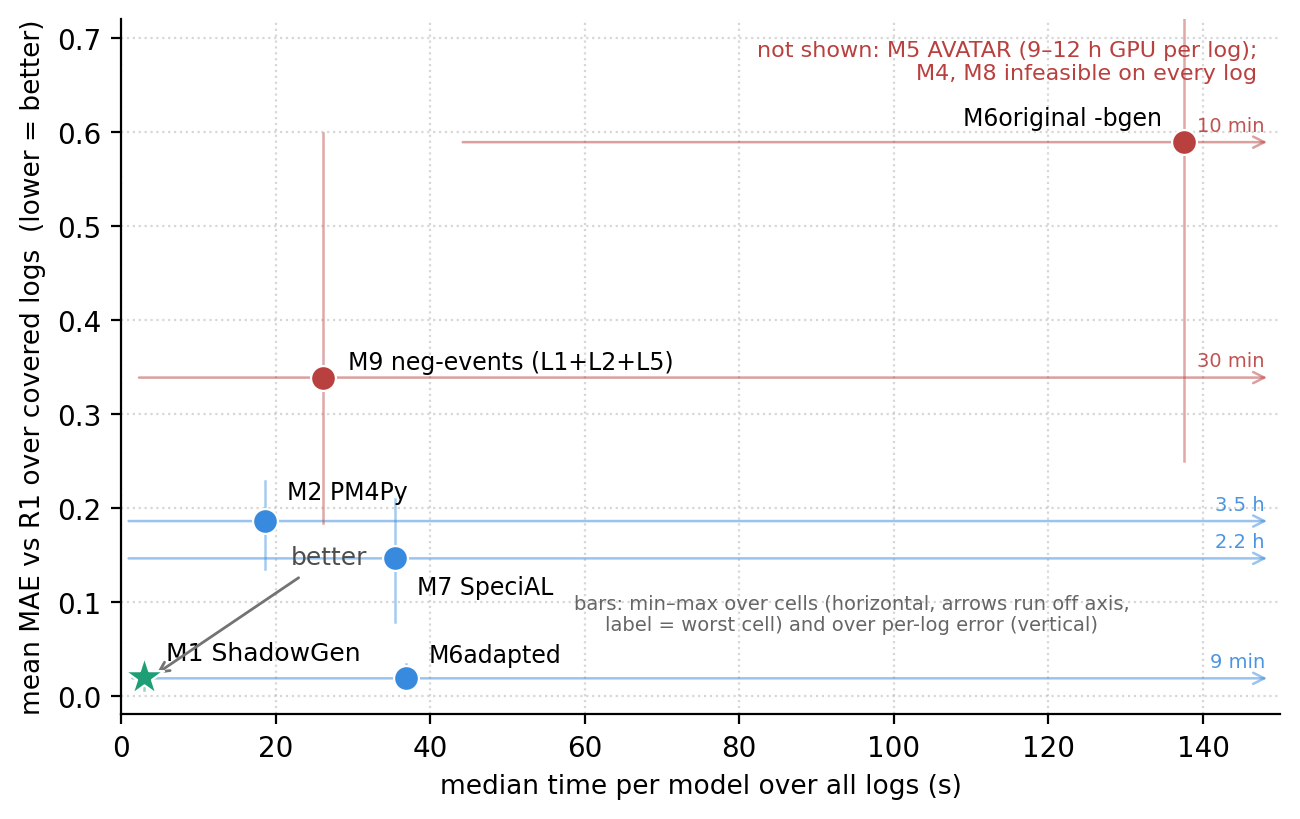 not shown: M5 AVATAR (9–12 h GPU per log);
M4, M8 infeasible on every log
M6original -bgen
10 min
M9 neg-events (L1+L2+L5)
30 min
M2 PM4Py
3.5 h
better
2.2 h
M7 SpeciAL
bars: min–max over cells (horizontal, arrows run off axis,
label = worst cell) and over per-log error (vertical)
M1 ShadowGen
M6adapted
9 min
0.7
0.6
0.5
0.4
0.3
0.2
0.1
0.0
mean MAE vs R1 over covered logs (lower = better)
0 20 40 60 80 100 120 140
median time per model over all logs (s)